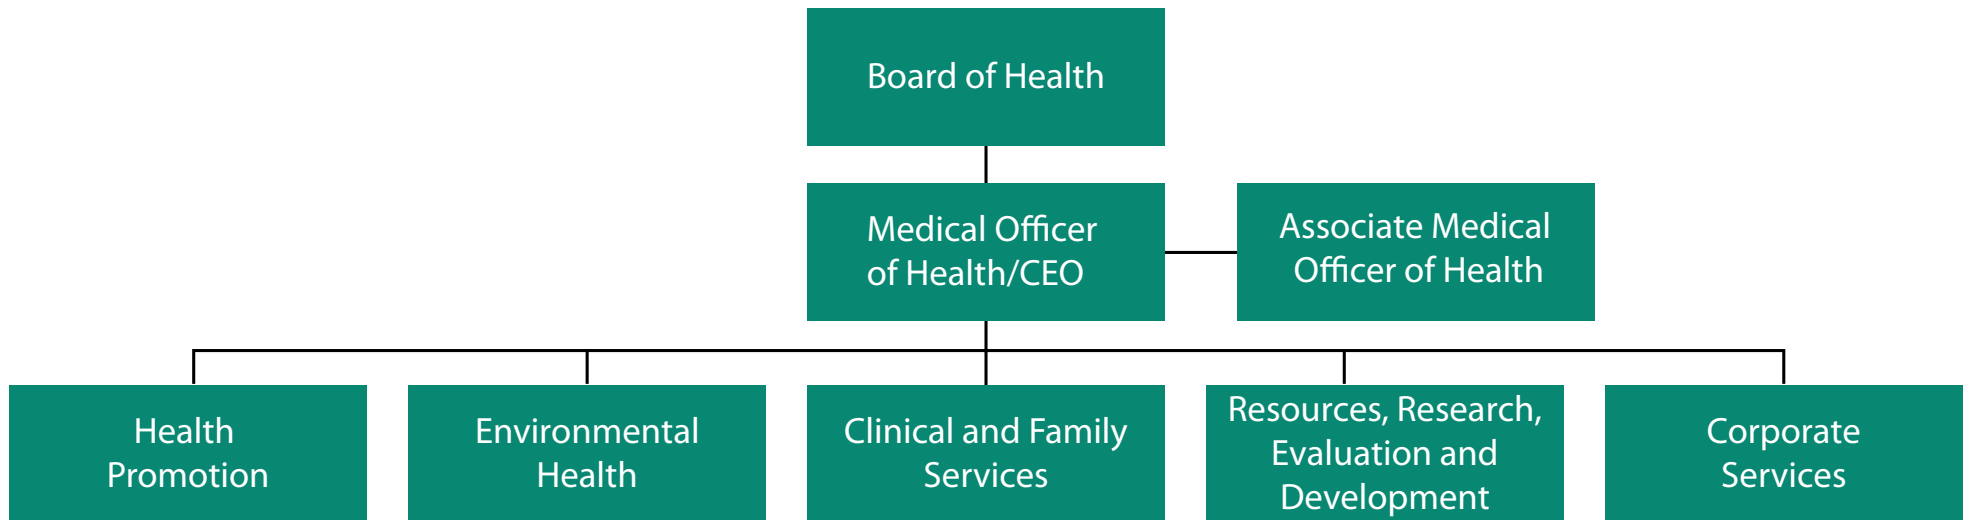 Board of Health
Medical Officer
of Health/CEO
Associate Medical
Officer of Health
Health
Promotion
Environmental
Health
Clinical and Family
Services
Resources, Research,
Evaluation and
Development
Corporate
Services